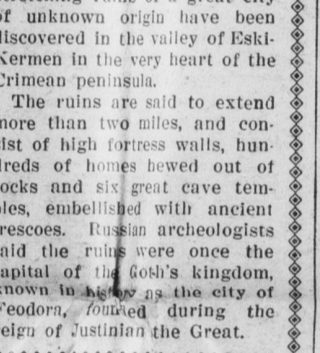 of unknown origin have been
discovered in the valley of Eski-
Kermen in the very heart of the
Crimean peninsula.
The ruins are said to extend
more than two miles, and con-
sist of high fortress walls, hun-
dreds of homes hewed out of
rocks and six great cave tem-
ples, embellished with ancient
frescoes. Russian archeologists
said the ruins were once the
capital of the Goth's kingdom,
known in history as the city of
Feodora, founded during the
reign of Justinian the Great.